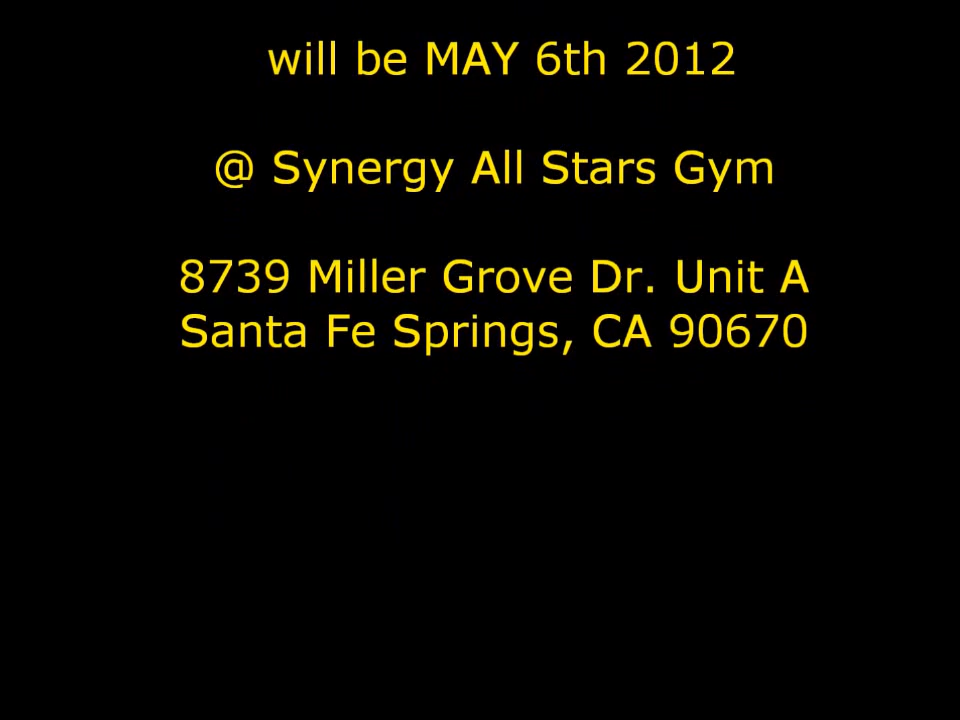 will be MAY 6th 2012
@ Synergy All Stars Gym
8739 Miller Grove Dr. Unit A
Santa Fe Springs, CA 90670